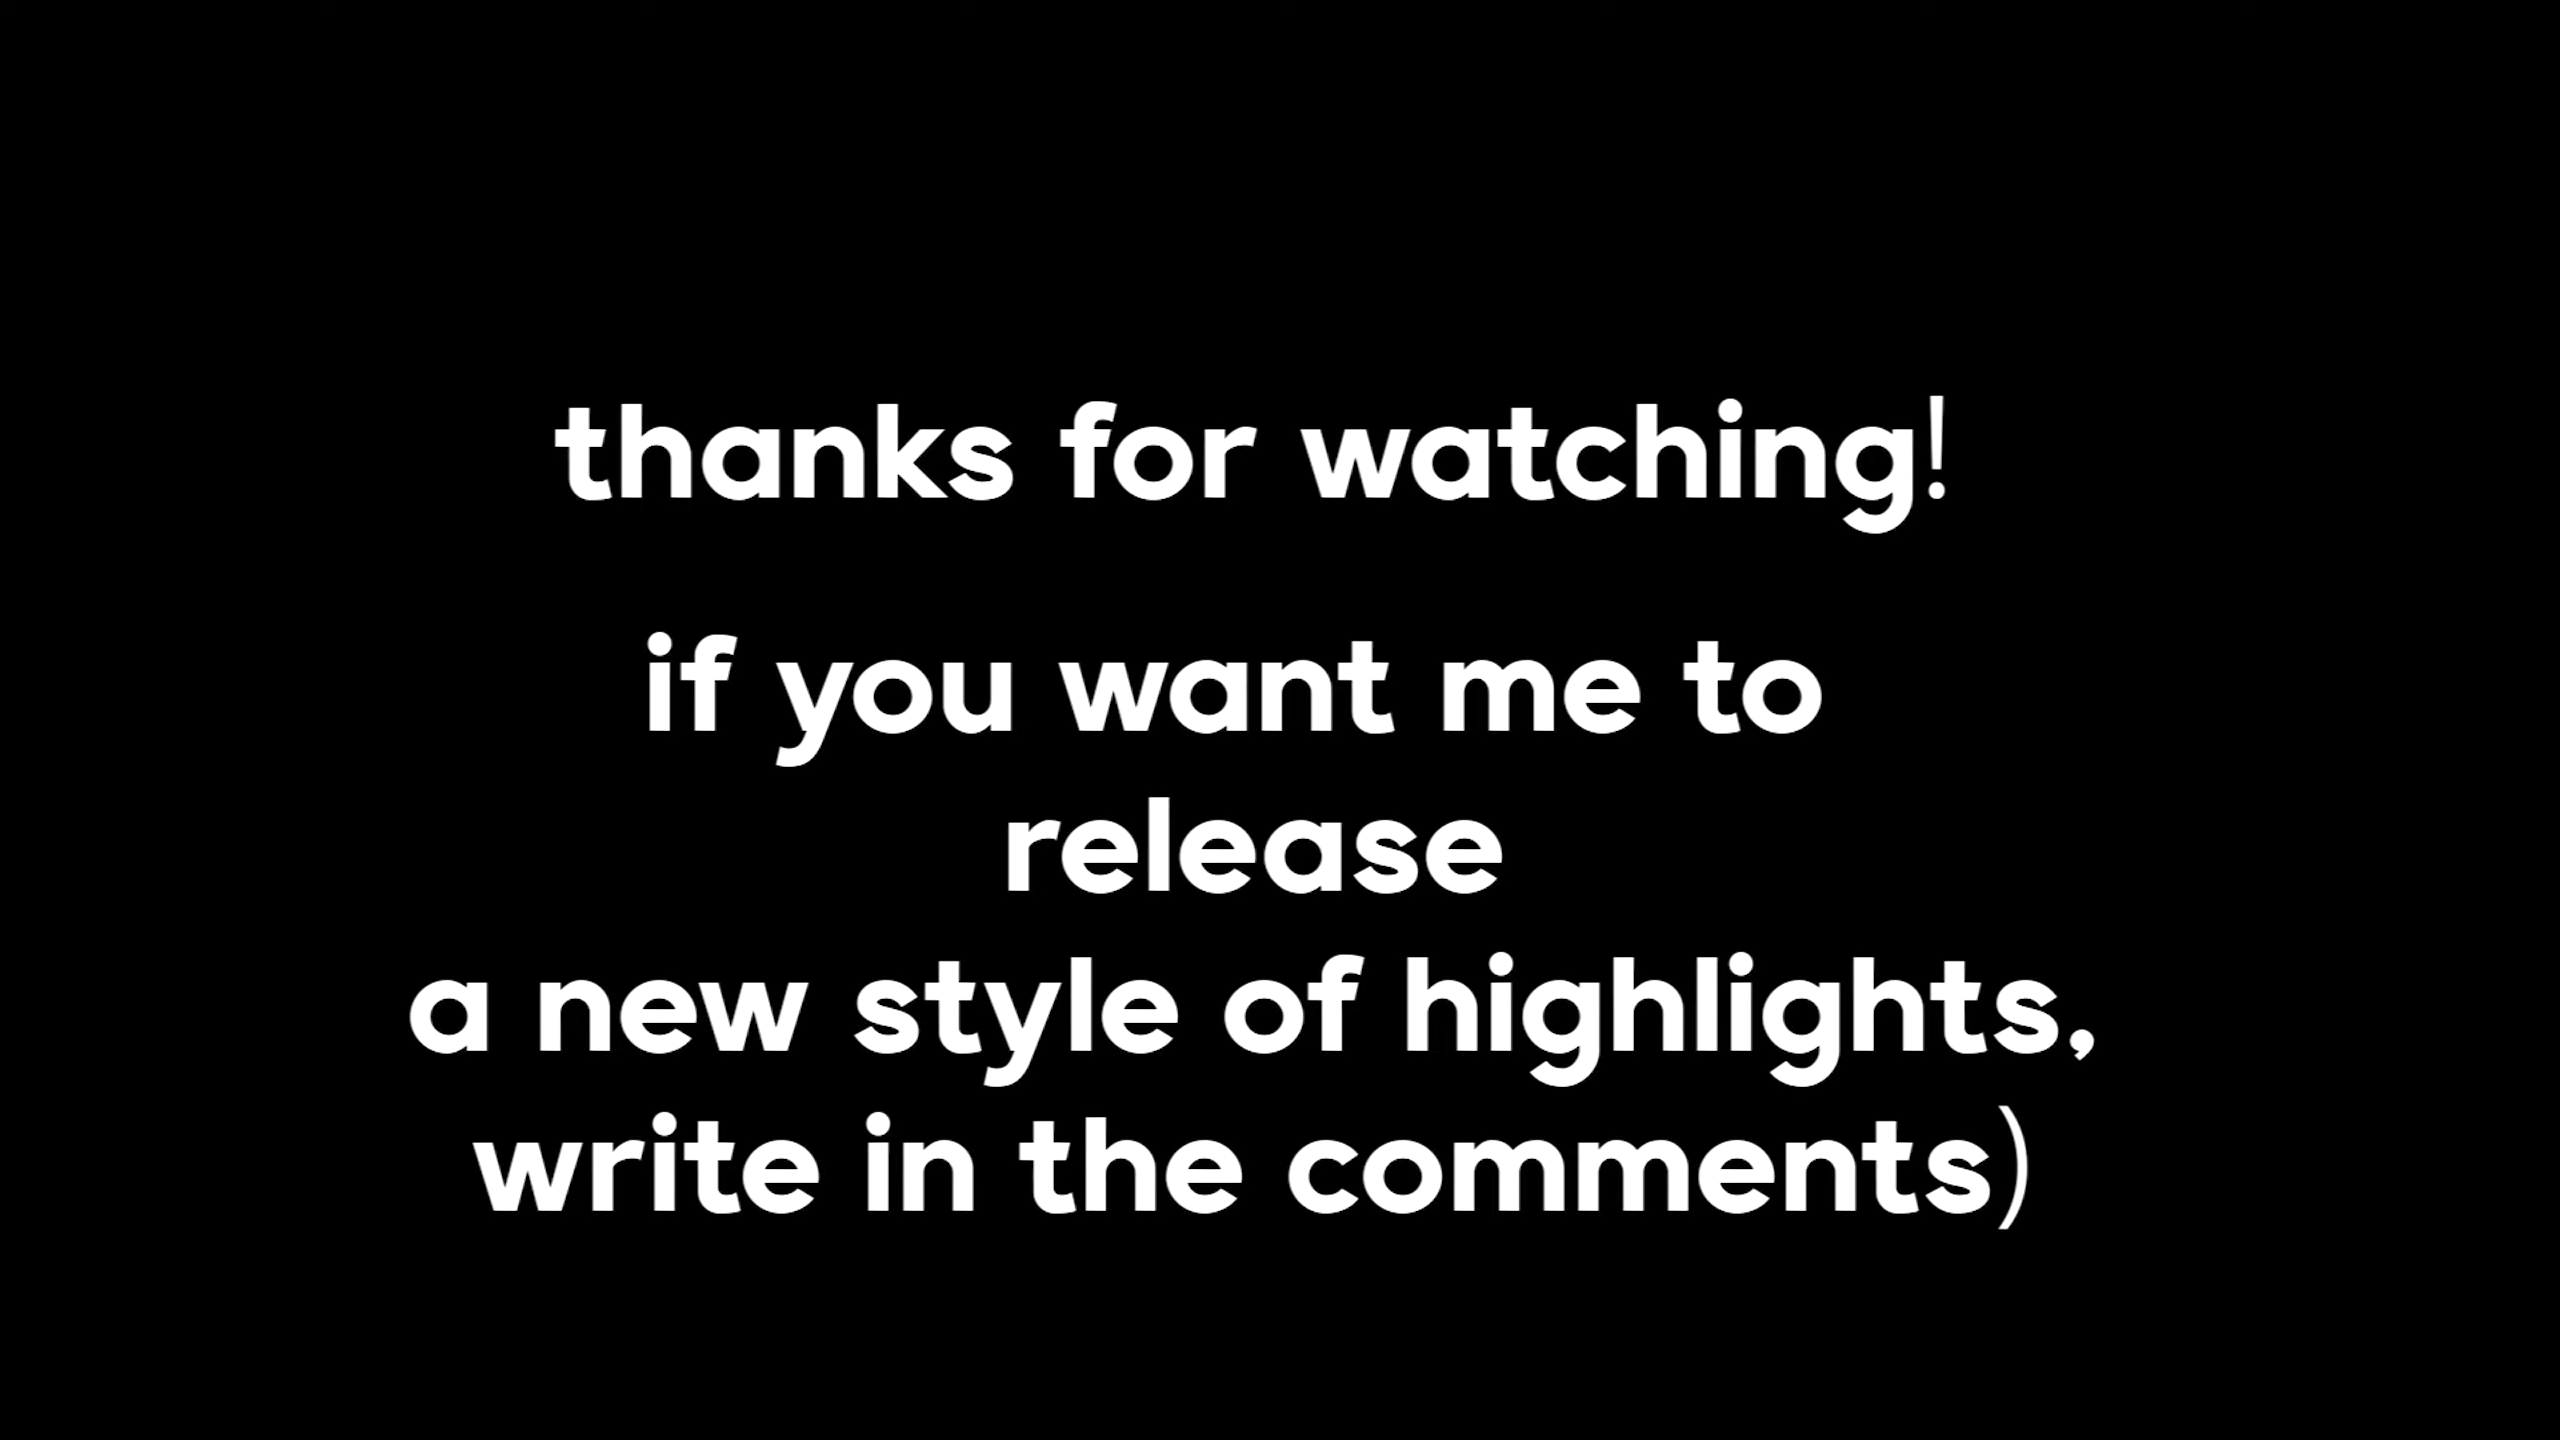 thanks for watching!
if you want me to
release
a new style of highlights,
write in the comments)